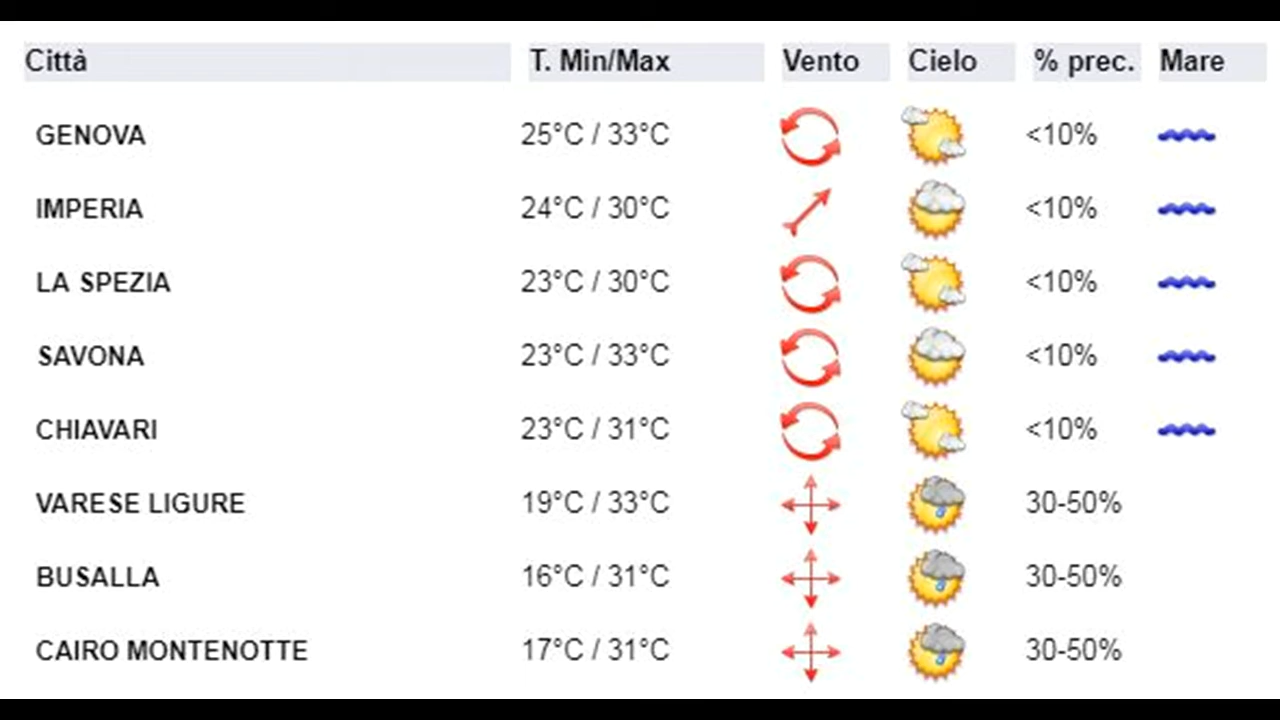 Città T. Min/Max Vento Cielo % prec. Mare
GENOVA 25°C / 33°C <10%
IMPERIA 24°C / 30°C <10%
LA SPEZIA 23°C / 30°C <10%
SAVONA 23°C / 33°C <10%
CHIAVARI 23°C / 31°C <10%
VARESE LIGURE 19°C / 33°C 30-50%
BUSALLA 16°C / 31°C 30-50%
CAIRO MONTENOTTE 17°C / 31°C 30-50%